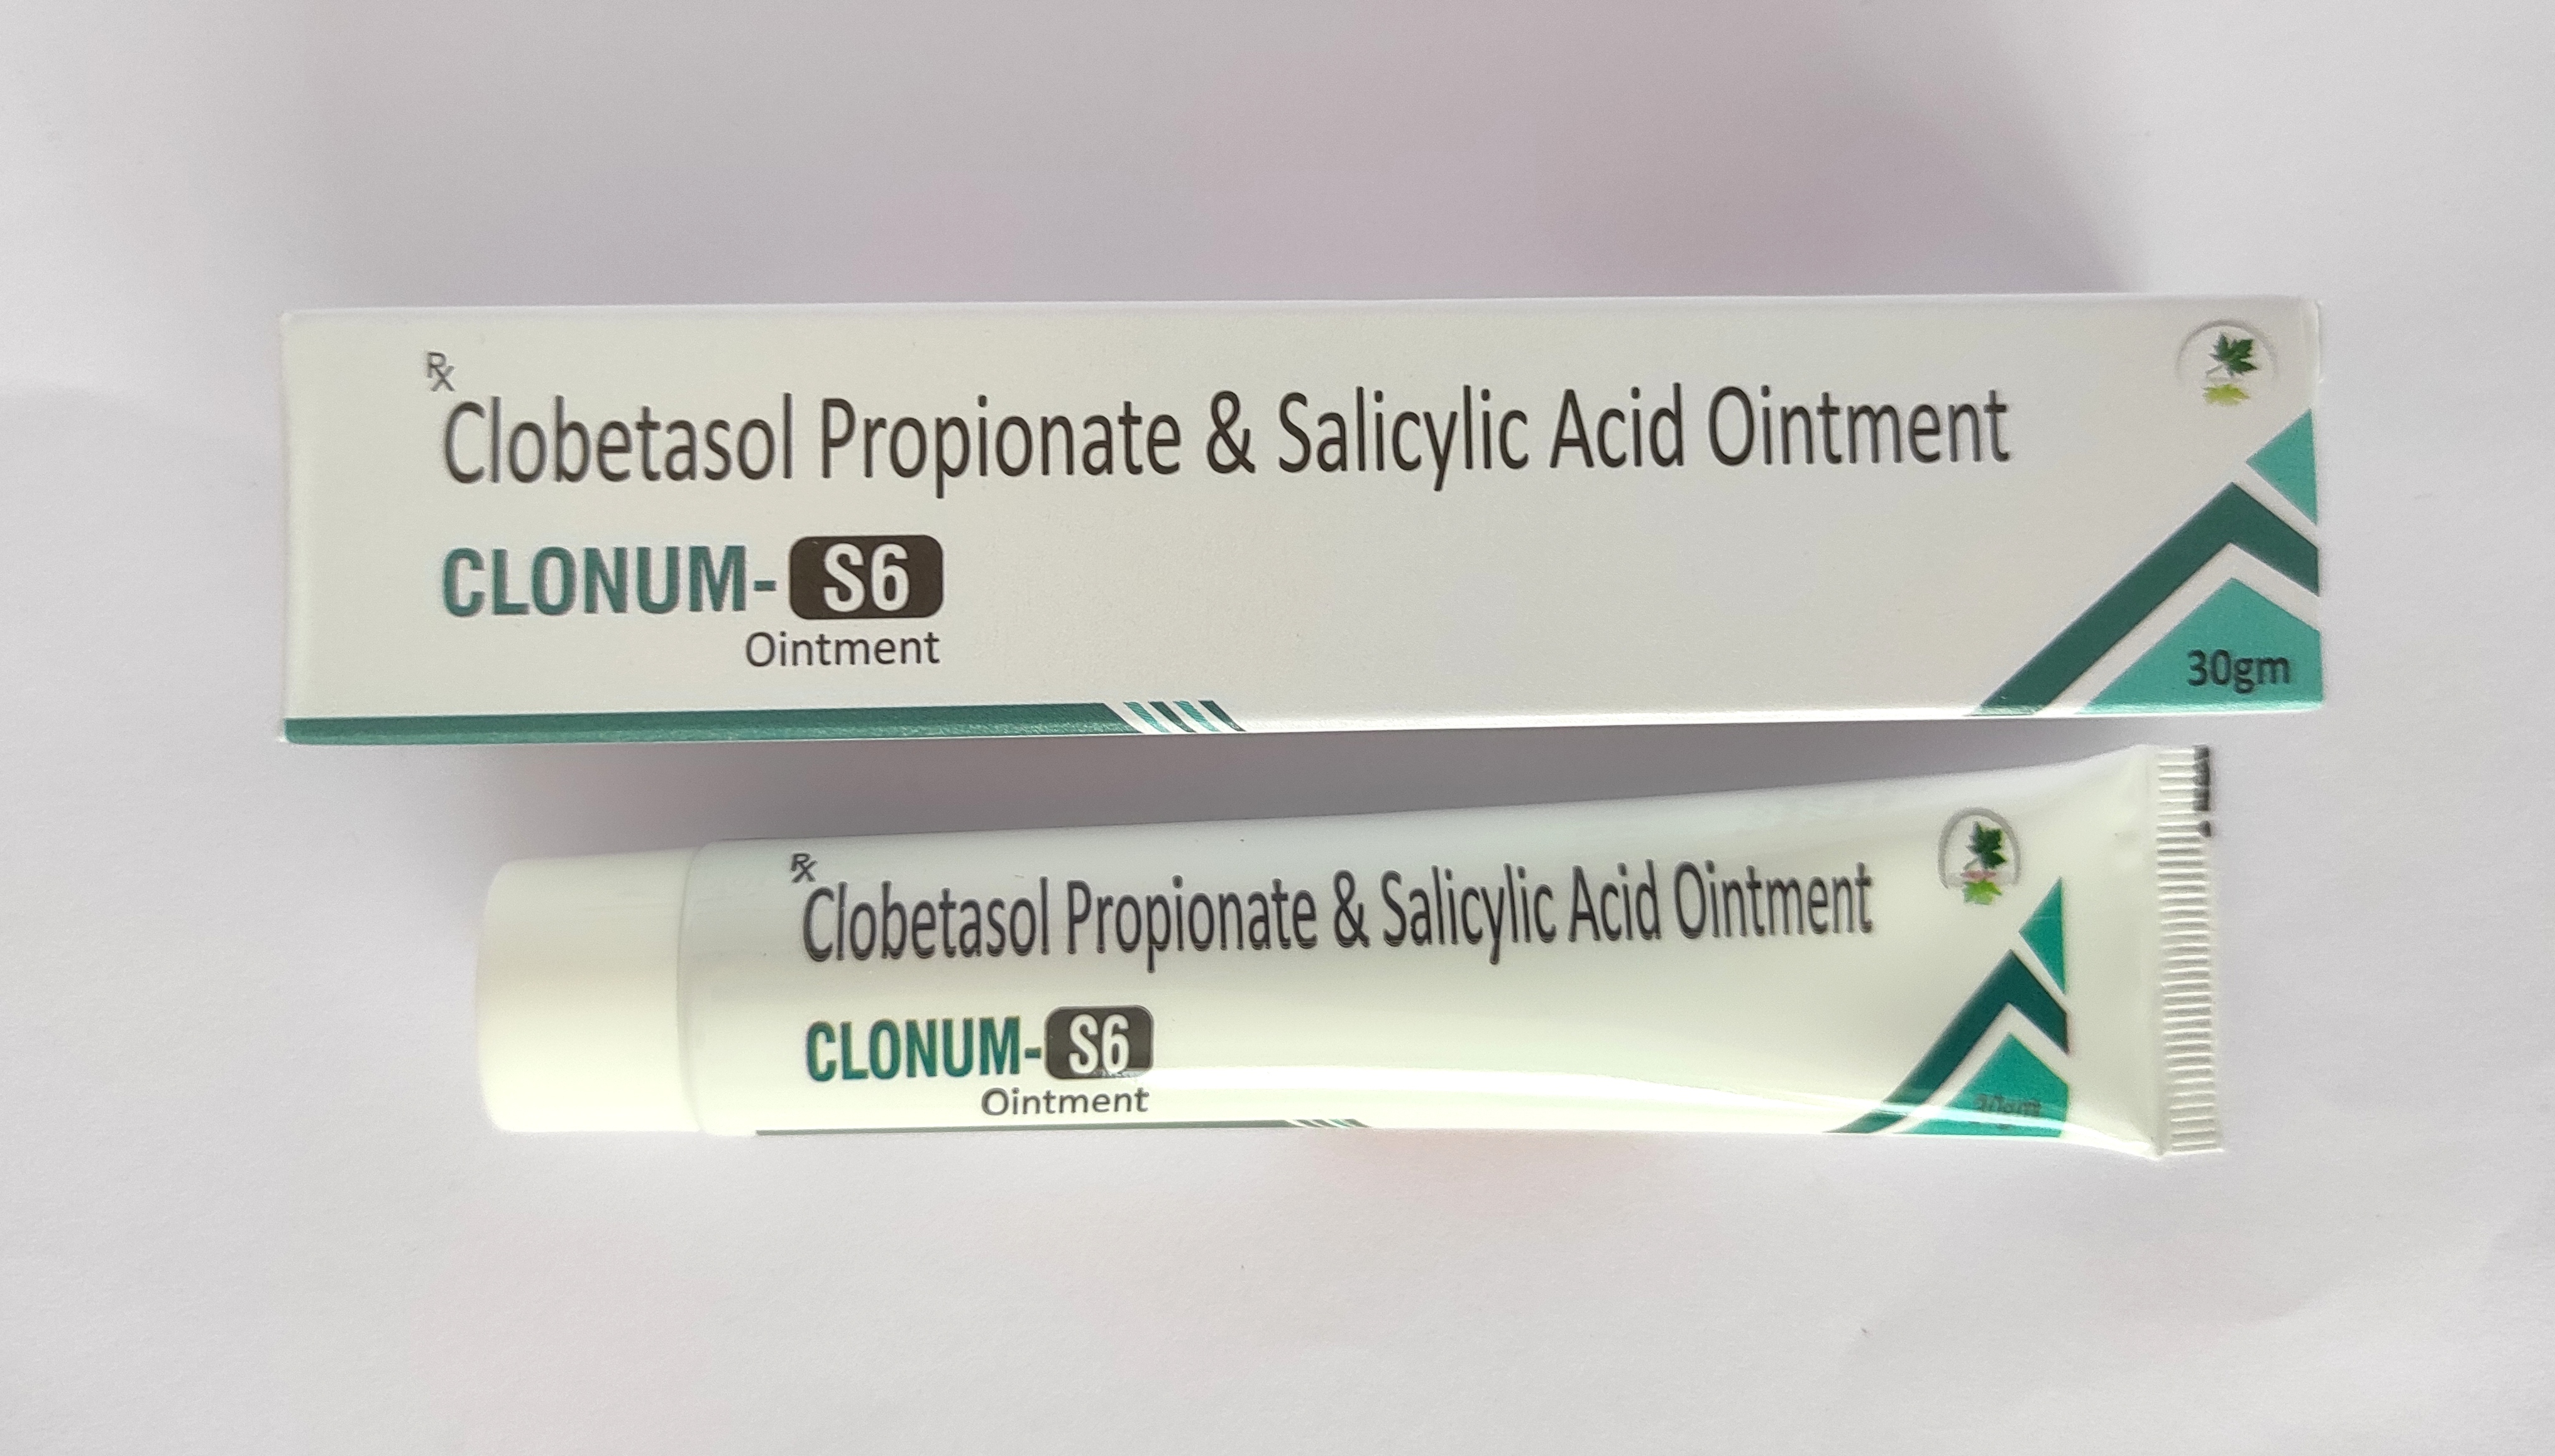 Rx
Clobetasol Propionate & Salicylic Acid Ointment
CLONUM- S6
Ointment
30gm
Rx
Clobetasol Propionate & Salicylic Acid Ointment
CLONUM- S6
Ointment
30gm